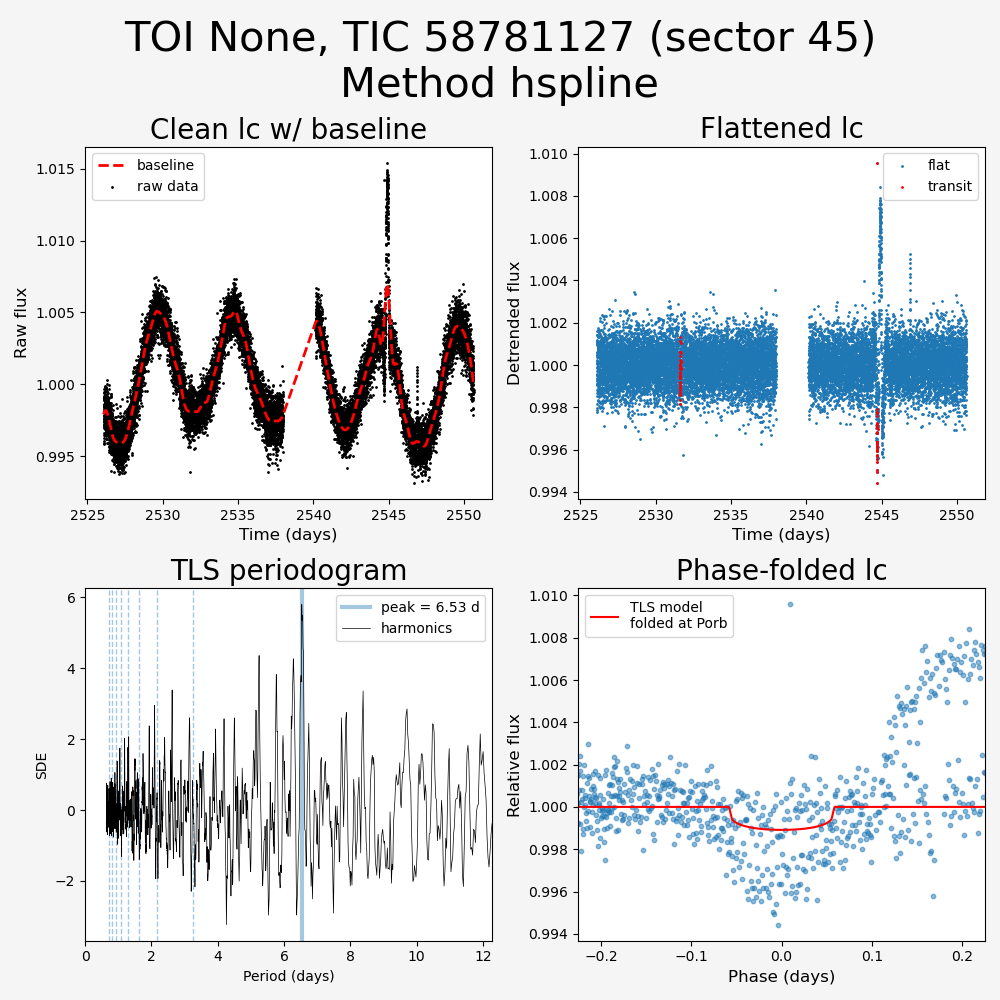 TOI None, TIC 58781127 (sector 45)
Method hspline
Clean lc w/ baseline
baseline
raw data
1.015
1.010
1.005
1.000
0.995
Raw flux
2525 2530 2535 2540 2545 2550
Time (days)
Flattened lc
flat
transit
1.010
1.008
1.006
1.004
1.002
1.000
0.998
0.996
0.994
Detrended flux
2525 2530 2535 2540 2545 2550
Time (days)
TLS periodogram
peak = 6.53 d
harmonics
6
4
2
0
−2
SDE
0 2 4 6 8 10 12
Period (days)
Phase-folded lc
TLS model
folded at Porb
1.010
1.008
1.006
1.004
1.002
1.000
0.998
0.996
0.994
Relative flux
−0.2 −0.1 0.0 0.1 0.2
Phase (days)